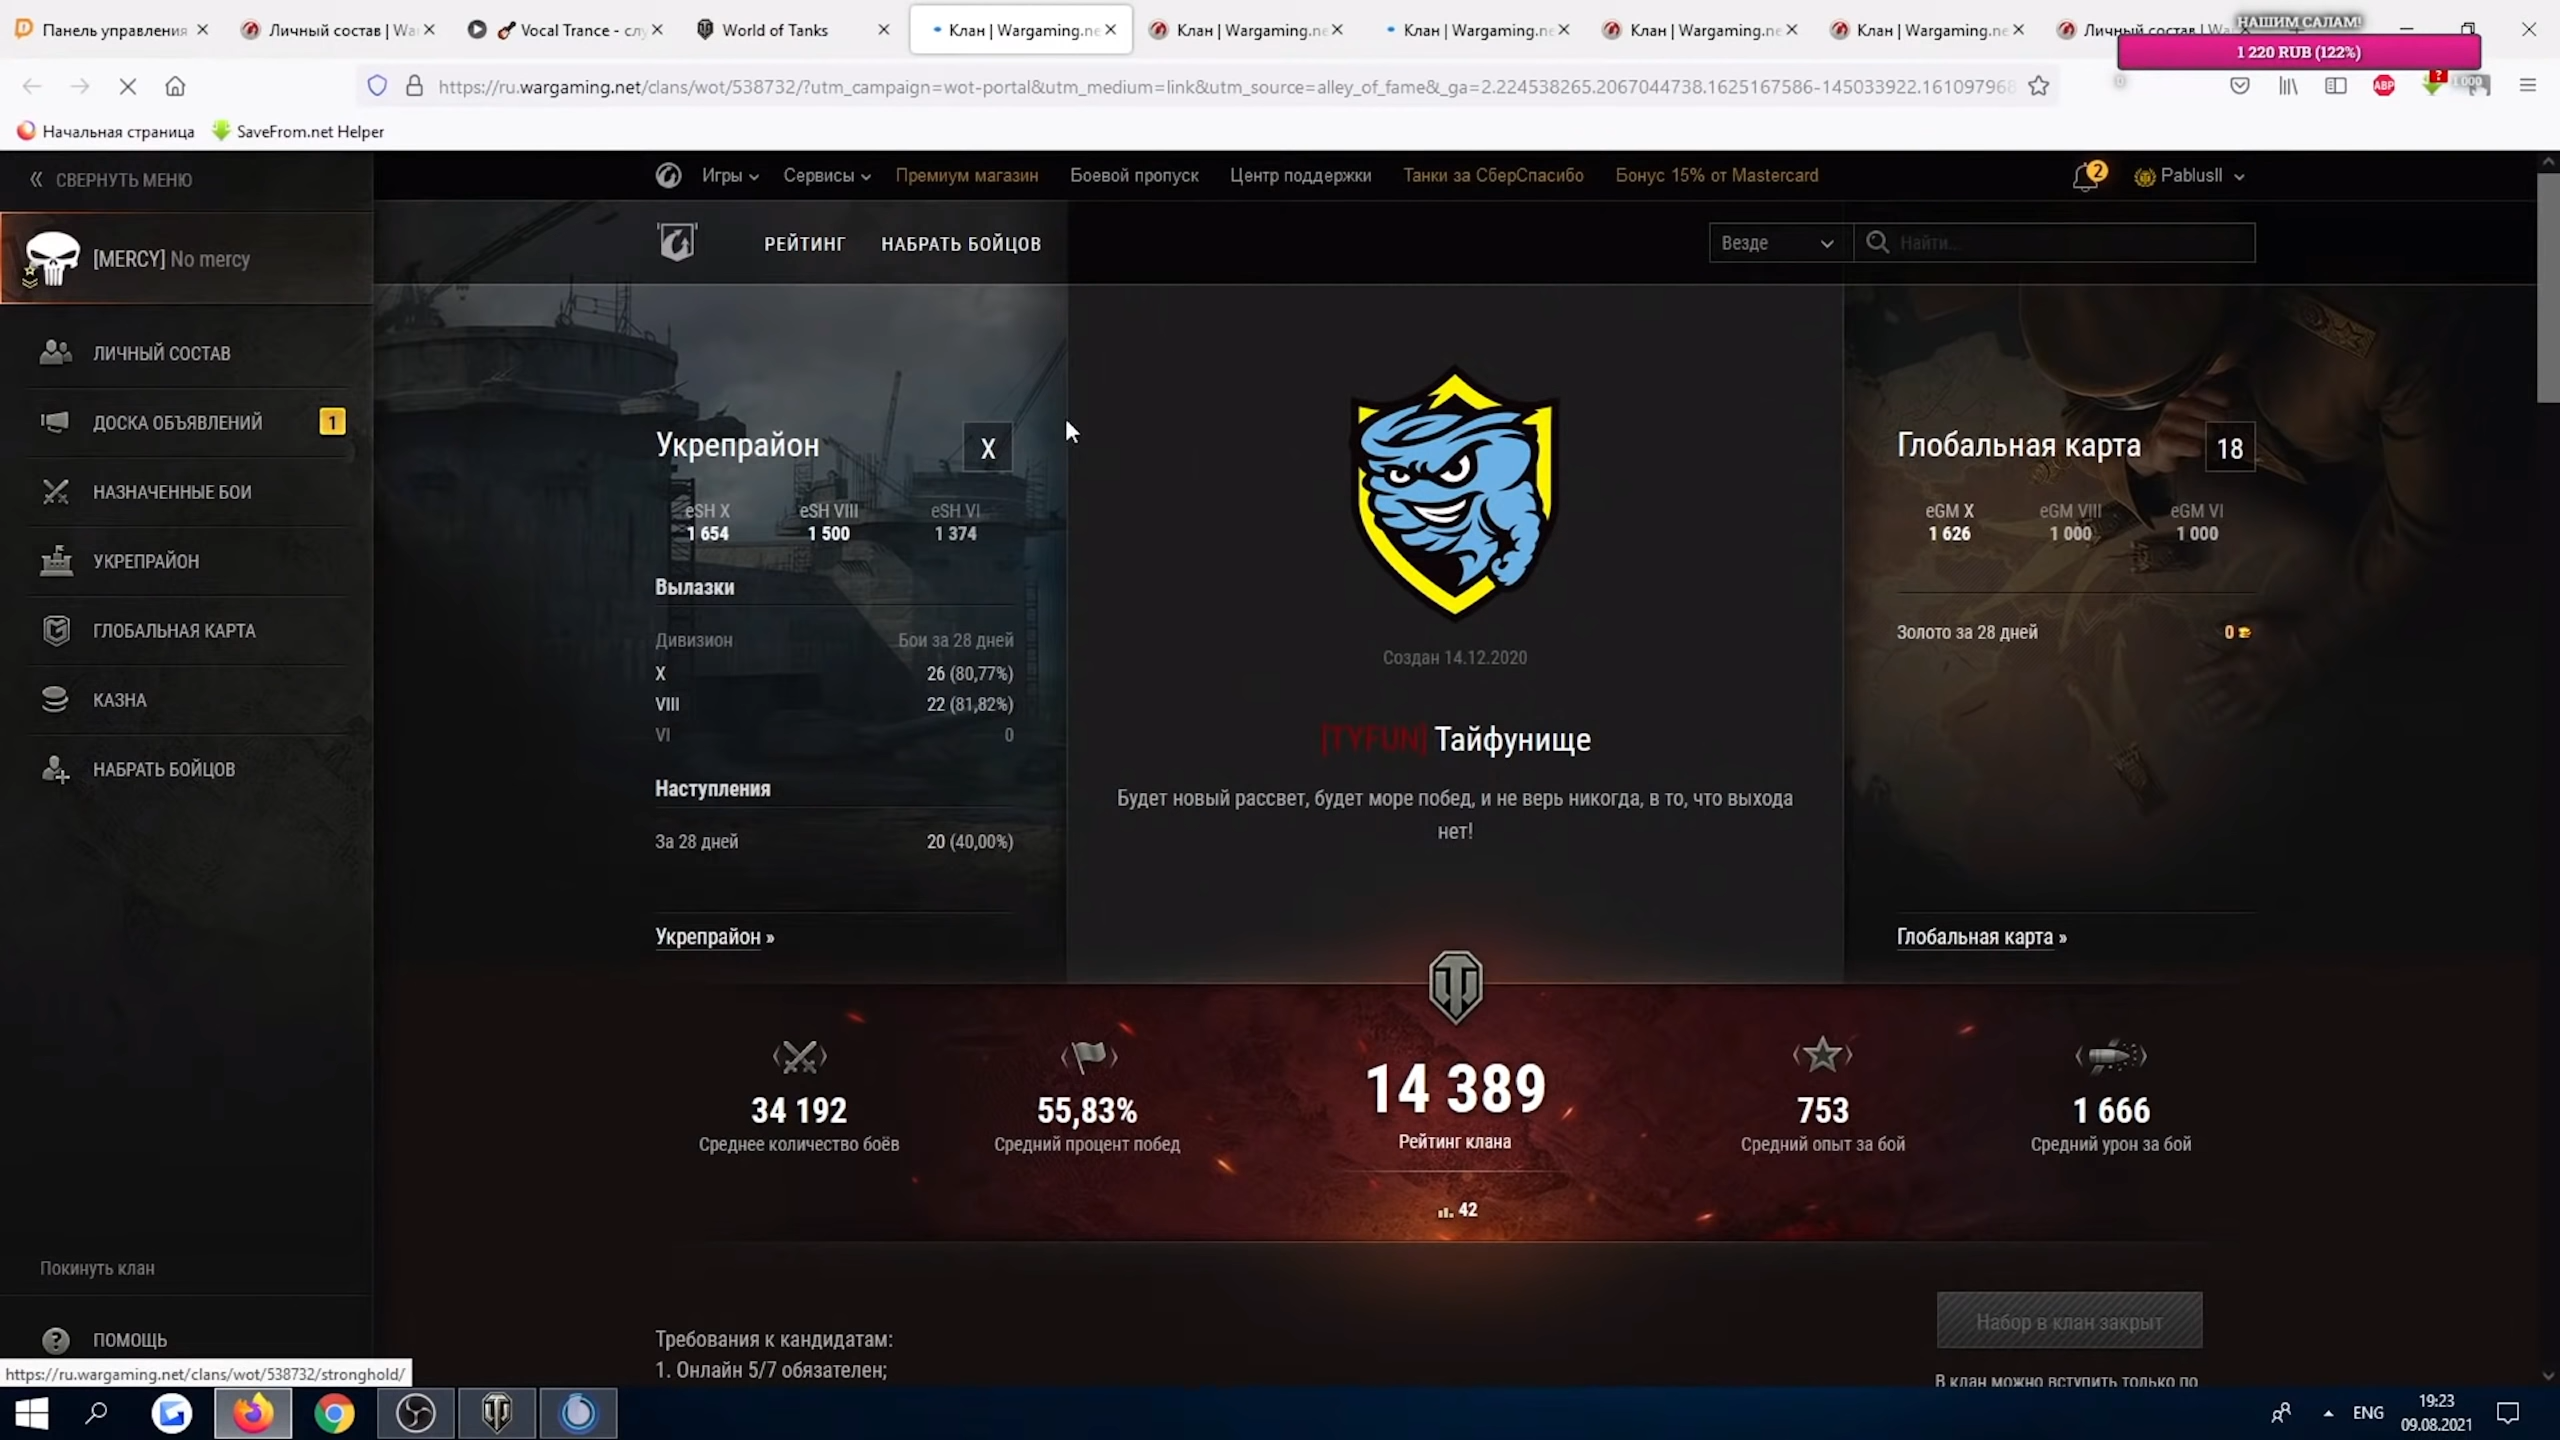 Панель управления
Личный состав | Wa
Vocal Trance - сл
World of Tanks
Клан | Wargaming.ne
Клан | Wargaming.ne
Клан | Wargaming.ne
Клан | Wargaming.ne
Клан | Wargaming.ne
Личный состав | Wa
НАШИМ САЛАМ!
1 220 RUB (122%)
0
1 000
https://ru.wargaming.net/clans/wot/538732/?utm_campaign=wot-portal&utm_medium=link&utm_source=alley_of_fame&_ga=2.224538265.2067044738.1625167586-145033922.161097968
ABP
Начальная страница
SaveFrom.net Helper
« СВЕРНУТЬ МЕНЮ
Игры
Сервисы
Премиум магазин
Боевой пропуск
Центр поддержки
Танки за СберСпасибо
Бонус 15% от Mastercard
2
Pablusll
[MERCY] No mercy
РЕЙТИНГ
НАБРАТЬ БОЙЦОВ
Везде
Найти...
ЛИЧНЫЙ СОСТАВ
ДОСКА ОБЪЯВЛЕНИЙ
1
НАЗНАЧЕННЫЕ БОИ
УКРЕПРАЙОН
ГЛОБАЛЬНАЯ КАРТА
КАЗНА
НАБРАТЬ БОЙЦОВ
Покинуть клан
ПОМОЩЬ
Укрепрайон
X
eSH X
eSH VIII
eSH VI
1 654
1 500
1 374
Вылазки
Дивизион
Бои за 28 дней
X
26 (80,77%)
VIII
22 (81,82%)
VI
0
Наступления
За 28 дней
20 (40,00%)
Укрепрайон »
Создан 14.12.2020
[TYFUN] Тайфунище
Будет новый рассвет, будет море побед, и не верь никогда, в то, что выхода
нет!
Глобальная карта
18
eGM X
eGM VIII
eGM VI
1 626
1 000
1 000
Золото за 28 дней
0
Глобальная карта »
34 192
Среднее количество боёв
55,83%
Средний процент побед
14 389
Рейтинг клана
42
753
Средний опыт за бой
1 666
Средний урон за бой
Требования к кандидатам:
1. Онлайн 5/7 обязателен;
Набор в клан закрыт
В клан можно вступить только по
https://ru.wargaming.net/clans/wot/538732/stronghold/
ENG
19:23
09.08.2021